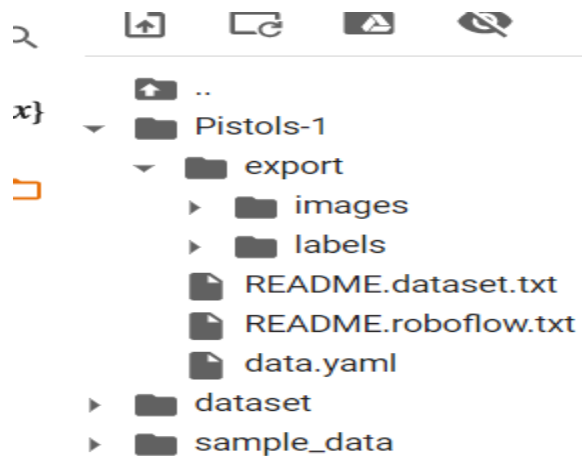 x}
..
Pistols-1
export
images
labels
README.dataset.txt
README.roboflow.txt
data.yaml
dataset
sample_data